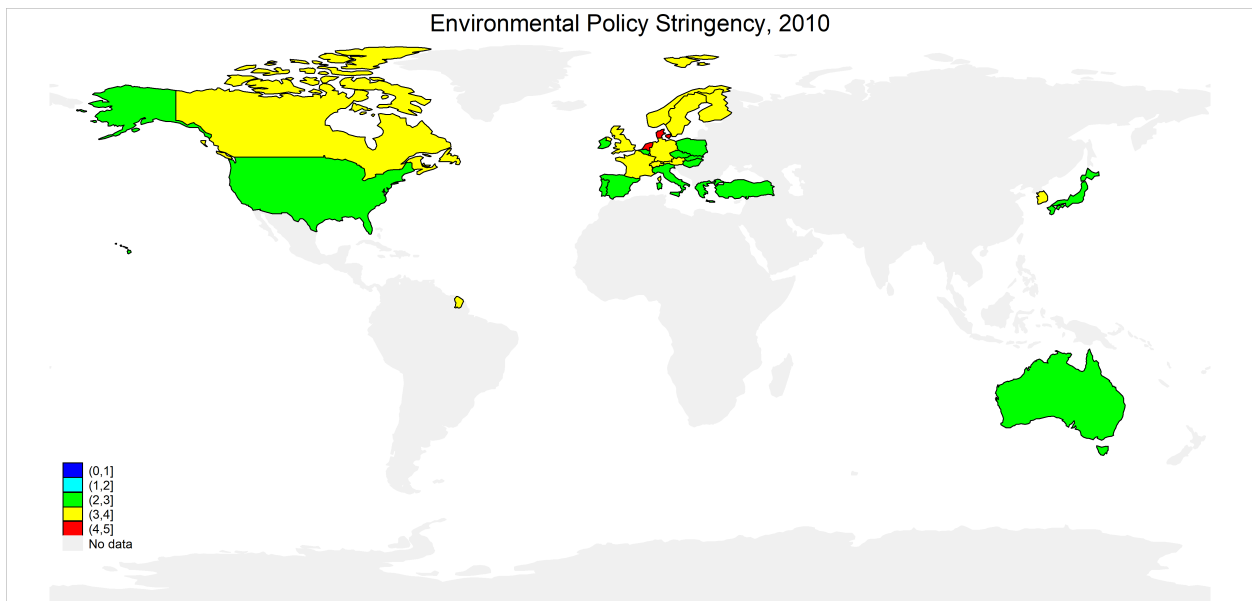 Environmental Policy Stringency, 2010
(0,1]
(1,2]
(2,3]
(3,4]
(4,5]
No data